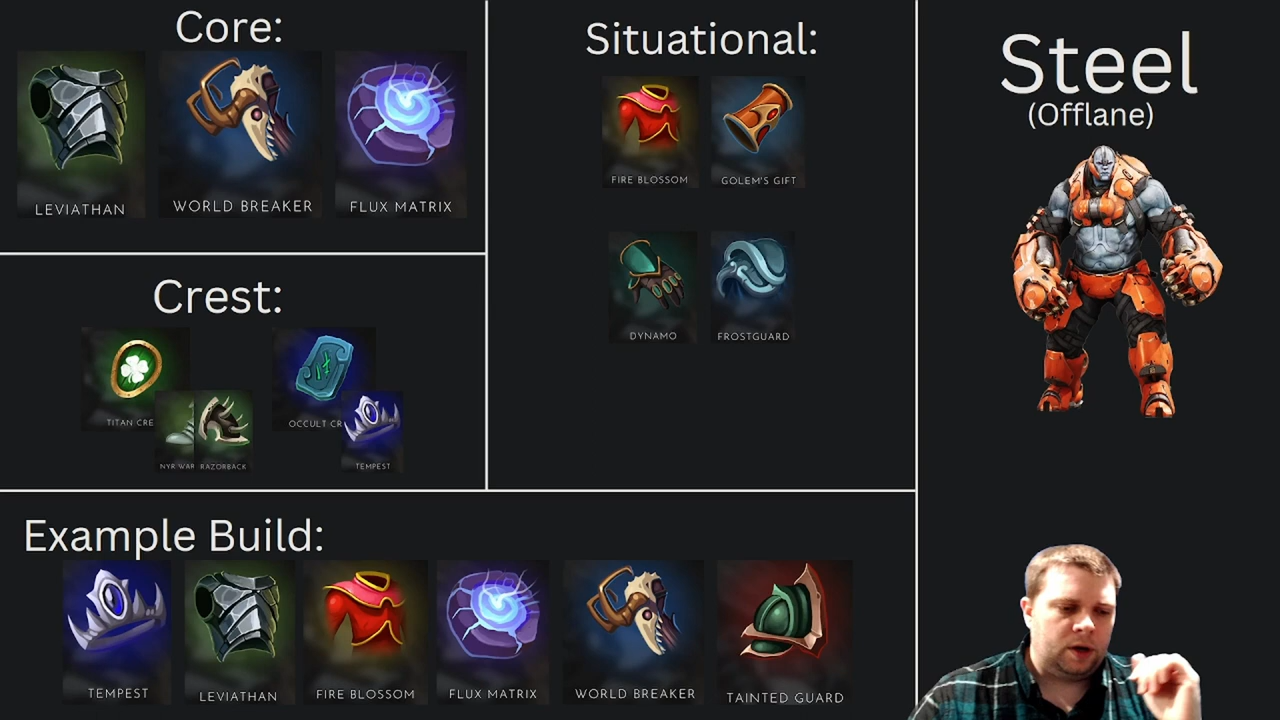 Core:
LEVIATHAN
WORLD BREAKER
FLUX MATRIX
Crest:
TITAN CRE
NYR WAR
RAZORBACK
OCCULT CR
TEMPEST
Situational:
FIRE BLOSSOM
GOLEM'S GIFT
DYNAMO
FROSTGUARD
Steel
(Offlane)
Example Build:
TEMPEST
LEVIATHAN
FIRE BLOSSOM
FLUX MATRIX
WORLD BREAKER
TAINTED GUARD